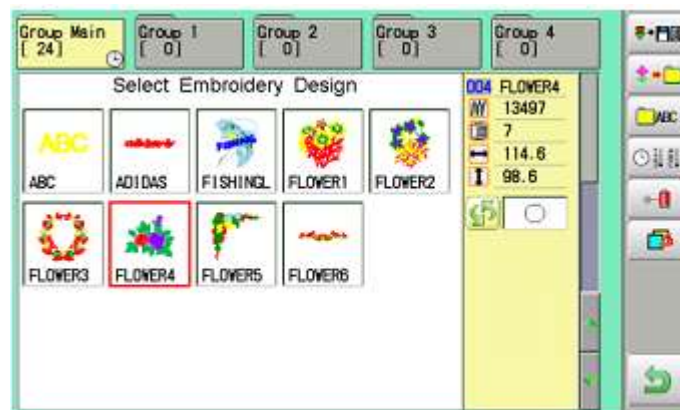 Group Main
[ 24]
Group 1
[ 0]
Group 2
[ 0]
Group 3
[ 0]
Group 4
[ 0]
Select Embroidery Design
004 FLOWER4
13497
7
114.6
98.6
ABC
ADIDAS
FISHINGL
FLOWER1
FLOWER2
FLOWER3
FLOWER4
FLOWER5
FLOWER6
ABC